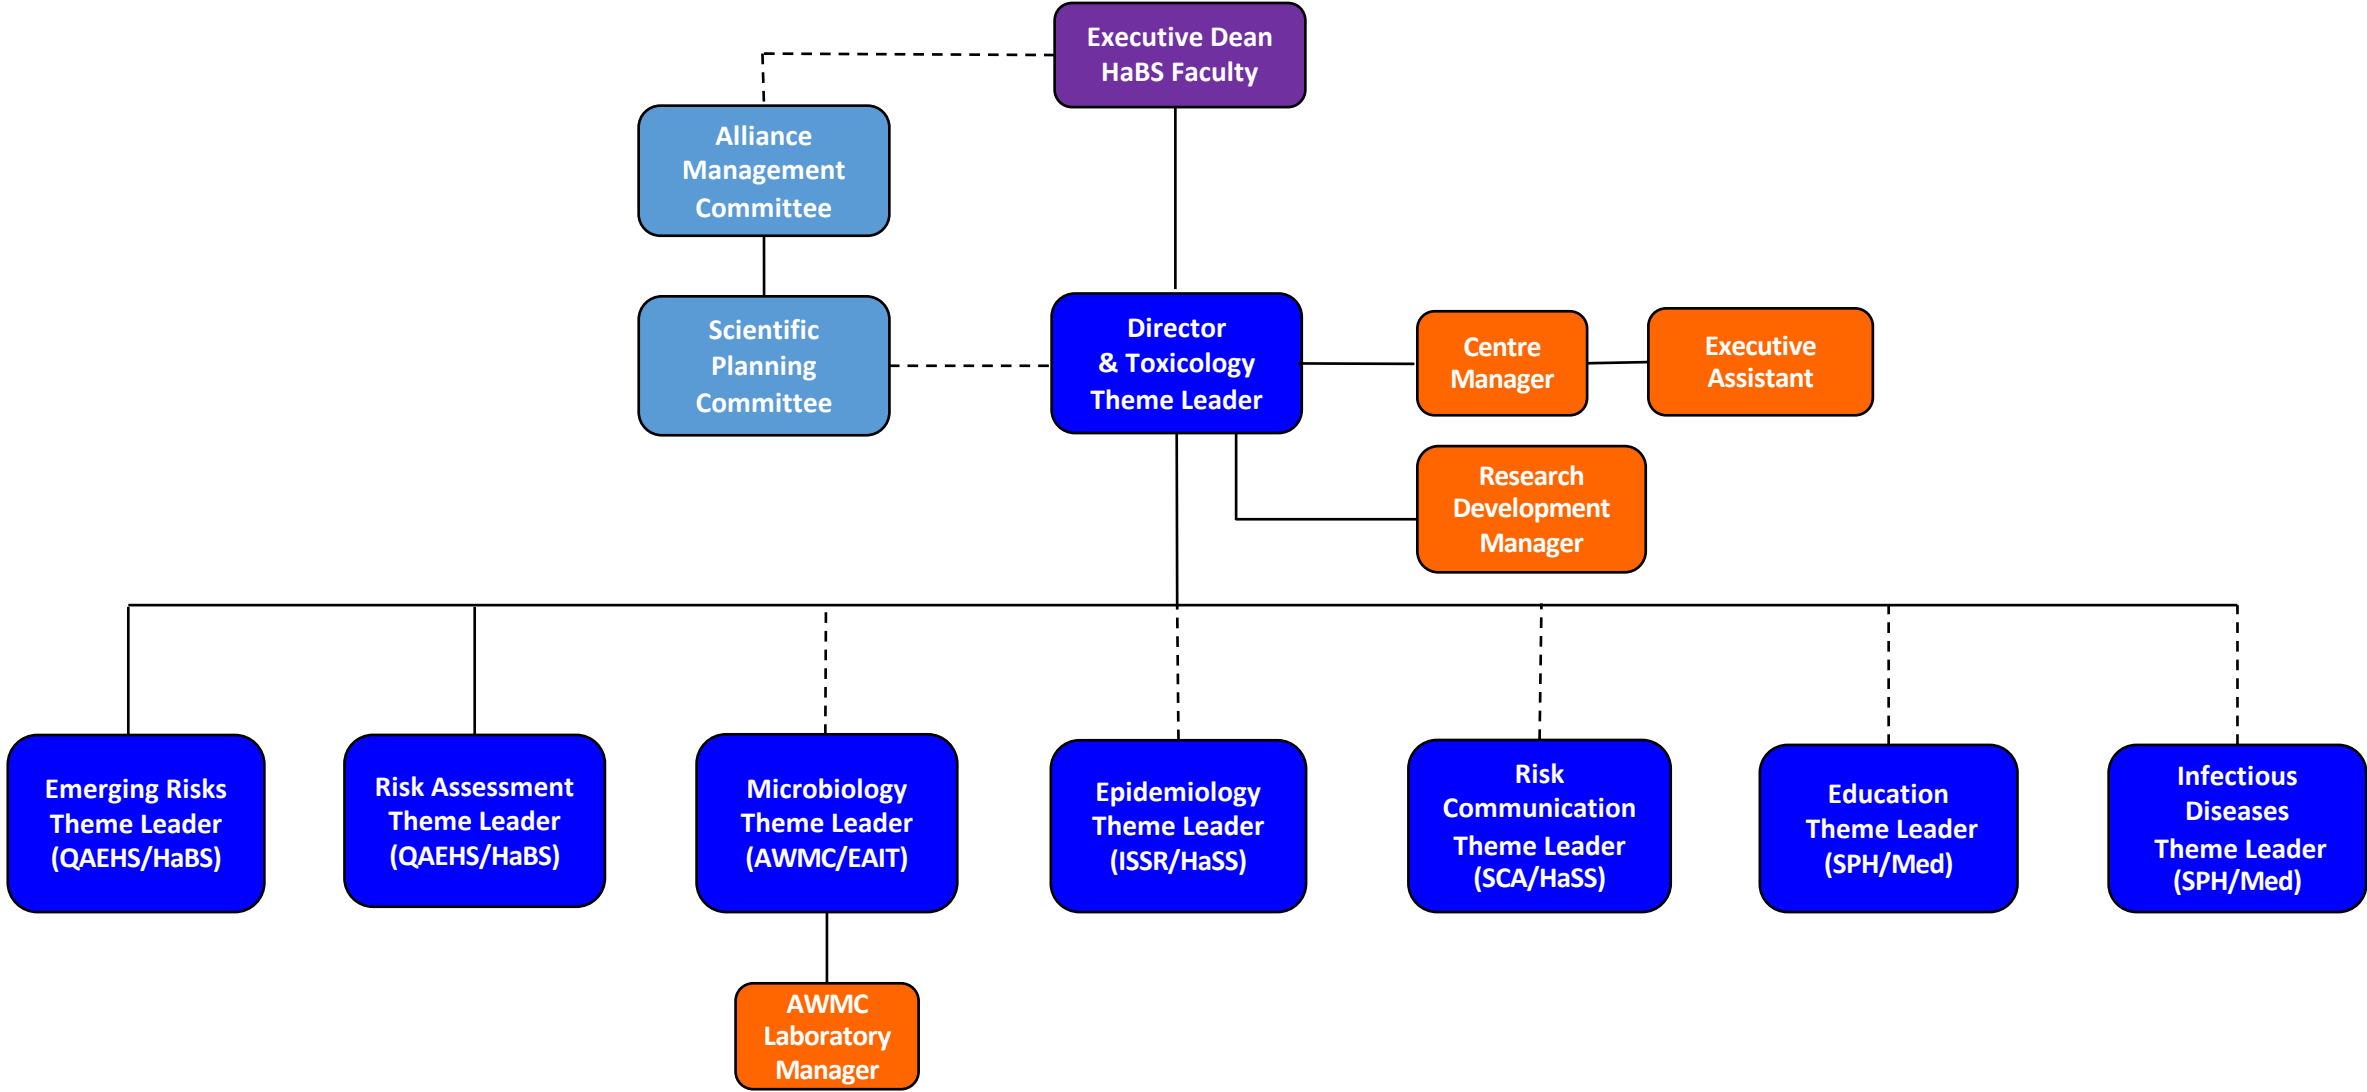 Executive Dean
HaBS Faculty
Alliance
Management
Committee
Scientific
Planning
Committee
Director
& Toxicology
Theme Leader
Centre
Manager
Executive
Assistant
Research
Development
Manager
Emerging Risks
Theme Leader
(QAEHS/HaBS)
Risk Assessment
Theme Leader
(QAEHS/HaBS)
Microbiology
Theme Leader
(AWMC/EAIT)
Epidemiology
Theme Leader
(ISSR/HaSS)
Risk
Communication
Theme Leader
(SCA/HaSS)
Education
Theme Leader
(SPH/Med)
Infectious
Diseases
Theme Leader
(SPH/Med)
AWMC
Laboratory
Manager